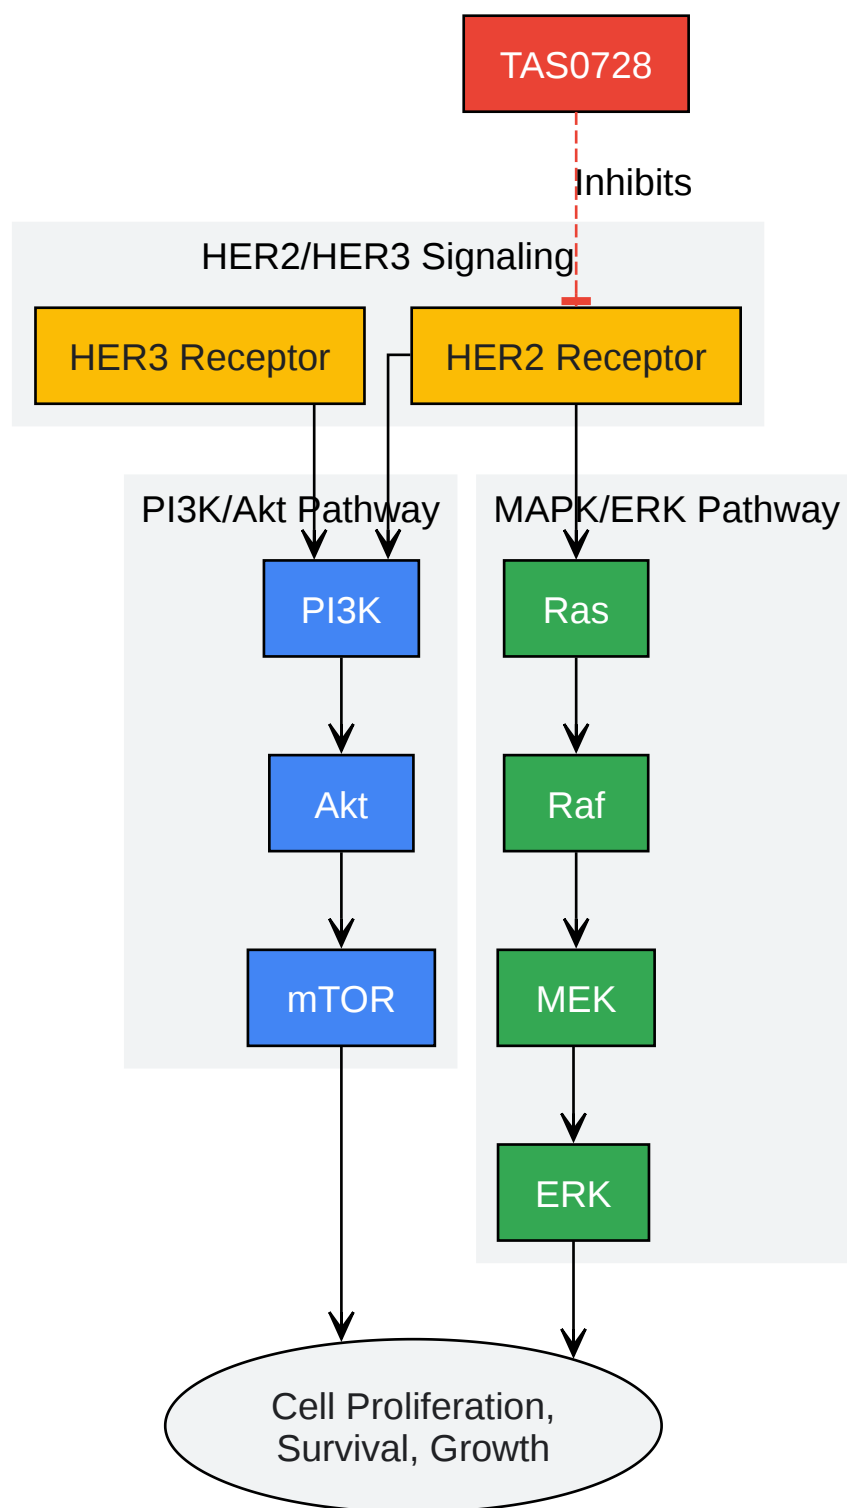 TAS0728
Inhibits
HER2/HER3 Signaling
HER3 Receptor
HER2 Receptor
PI3K/Akt Pathway
MAPK/ERK Pathway
PI3K
Ras
Akt
Raf
mTOR
MEK
ERK
Cell Proliferation,
Survival, Growth